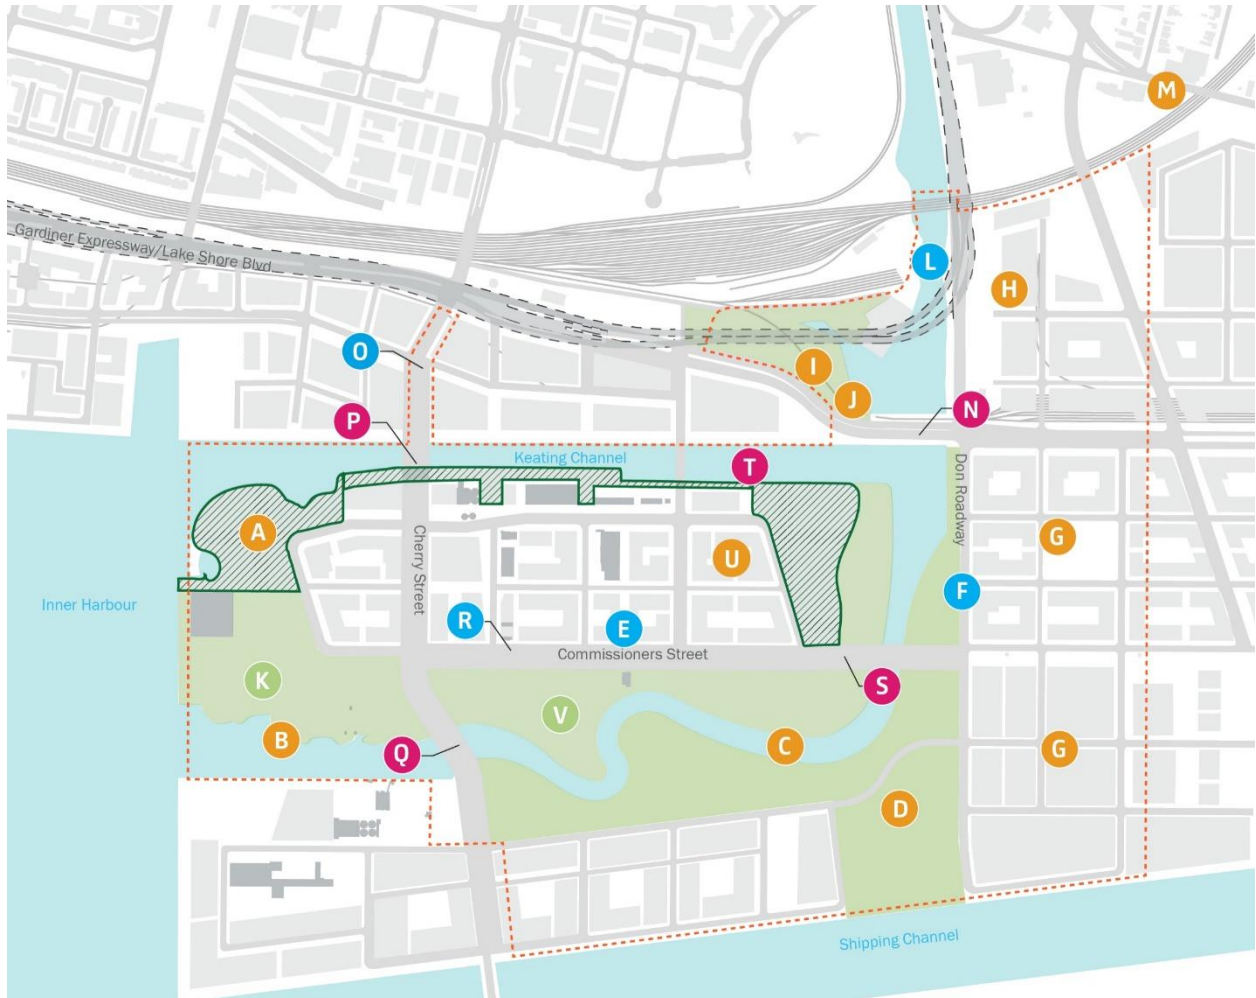 M
Gardiner Expressway/Lake Shore Blvd
L
H
O
I
J
P
N
Keating Channel
T
A
Cherry Street
Don Roadway
G
U
F
Inner Harbour
R
E
Commissioners Street
K
S
V
B
Q
C
G
D
Shipping Channel